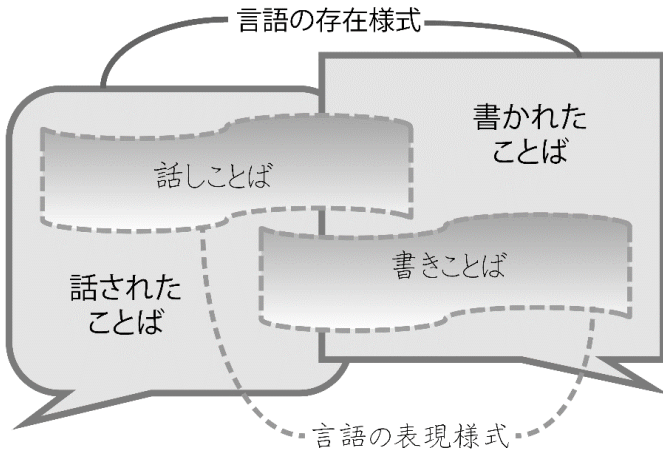 言語の存在様式
書かれた
ことば
話しことば
書きことば
話された
ことば
言語の表現様式